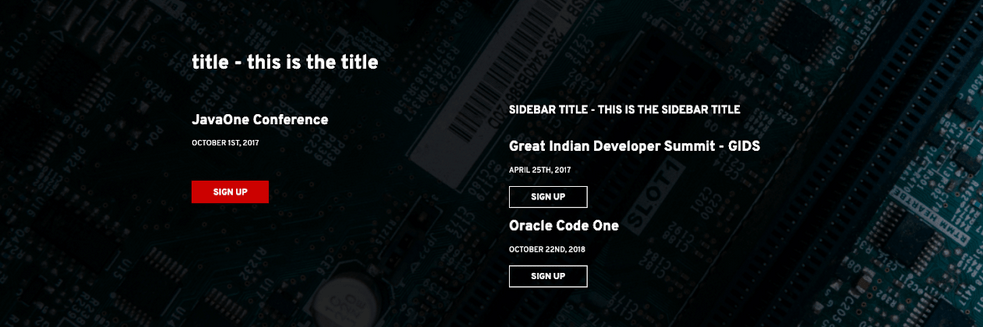 title - this is the title
JavaOne Conference
OCTOBER 1ST, 2017
SIGN UP
SIDEBAR TITLE - THIS IS THE SIDEBAR TITLE
Great Indian Developer Summit - GIDS
APRIL 25TH, 2017
SIGN UP
Oracle Code One
OCTOBER 22ND, 2018
SIGN UP
SLOT1